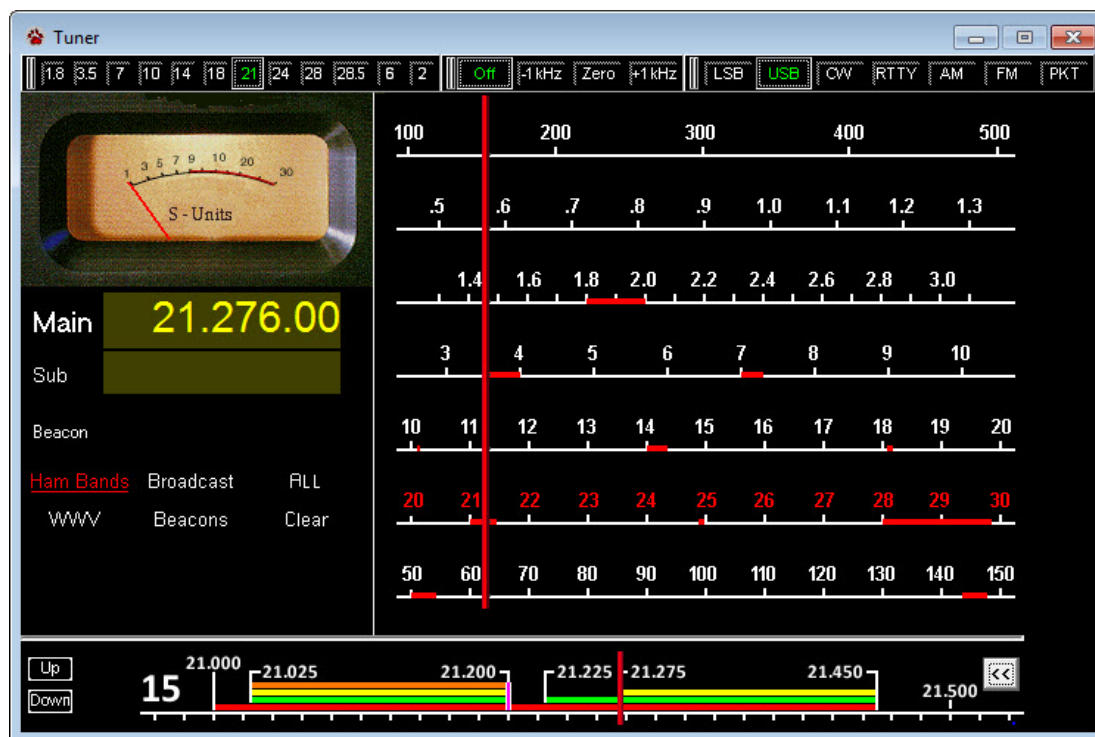 Tuner
1.8 3.5 7 10 14 18 21 24 28 28.5 6 2 Off -1kHz Zero +1kHz LSB USB CW RTTY AM FM PKT
1 3 5 7 9 10 20 30
S - Units
Main 21.276.00
Sub
Beacon
Ham Bands Broadcast ALL
WWV Beacons Clear
100 200 300 400 500
.5 .6 .7 .8 .9 1.0 1.1 1.2 1.3
1.4 1.6 1.8 2.0 2.2 2.4 2.6 2.8 3.0
3 4 5 6 7 8 9 10
10 11 12 13 14 15 16 17 18 19 20
20 21 22 23 24 25 26 27 28 29 30
50 60 70 80 90 100 110 120 130 140 150
Up
Down
15 21.000 21.025 21.200 21.225 21.275 21.450 21.500 <<